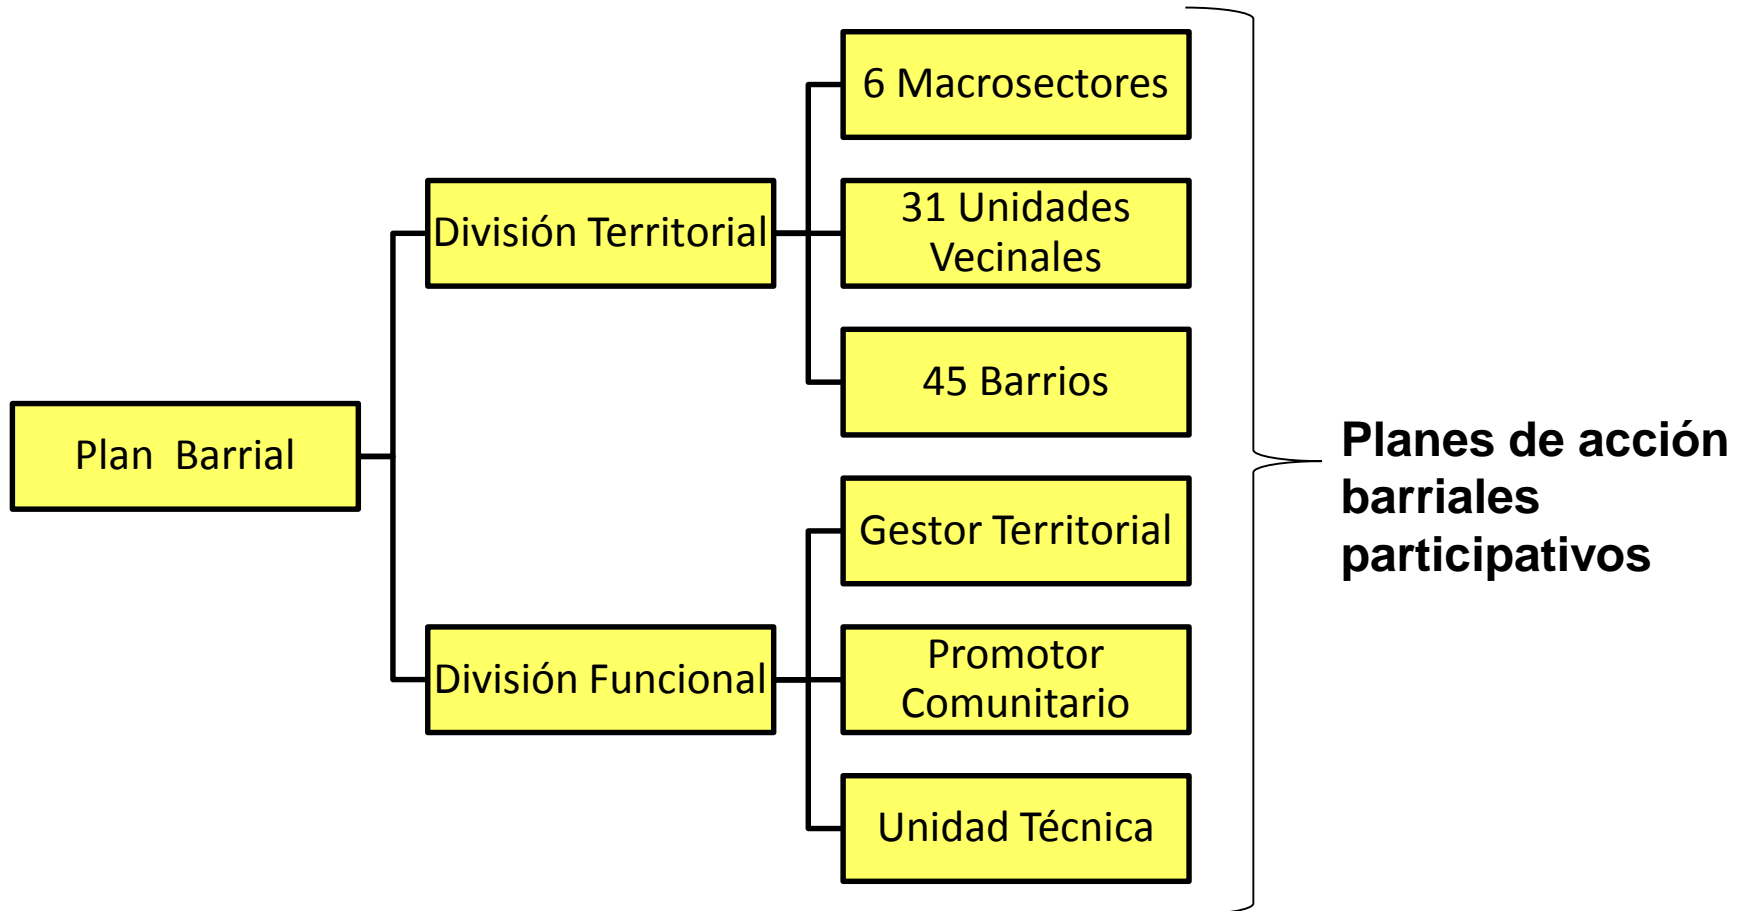 6 Macrosectores
31 Unidades
Vecinales
División Territorial
45 Barrios
Plan  Barrial
Planes de acción
barriales
participativos
Gestor Territorial
División Funcional
Promotor
Comunitario
Unidad Técnica